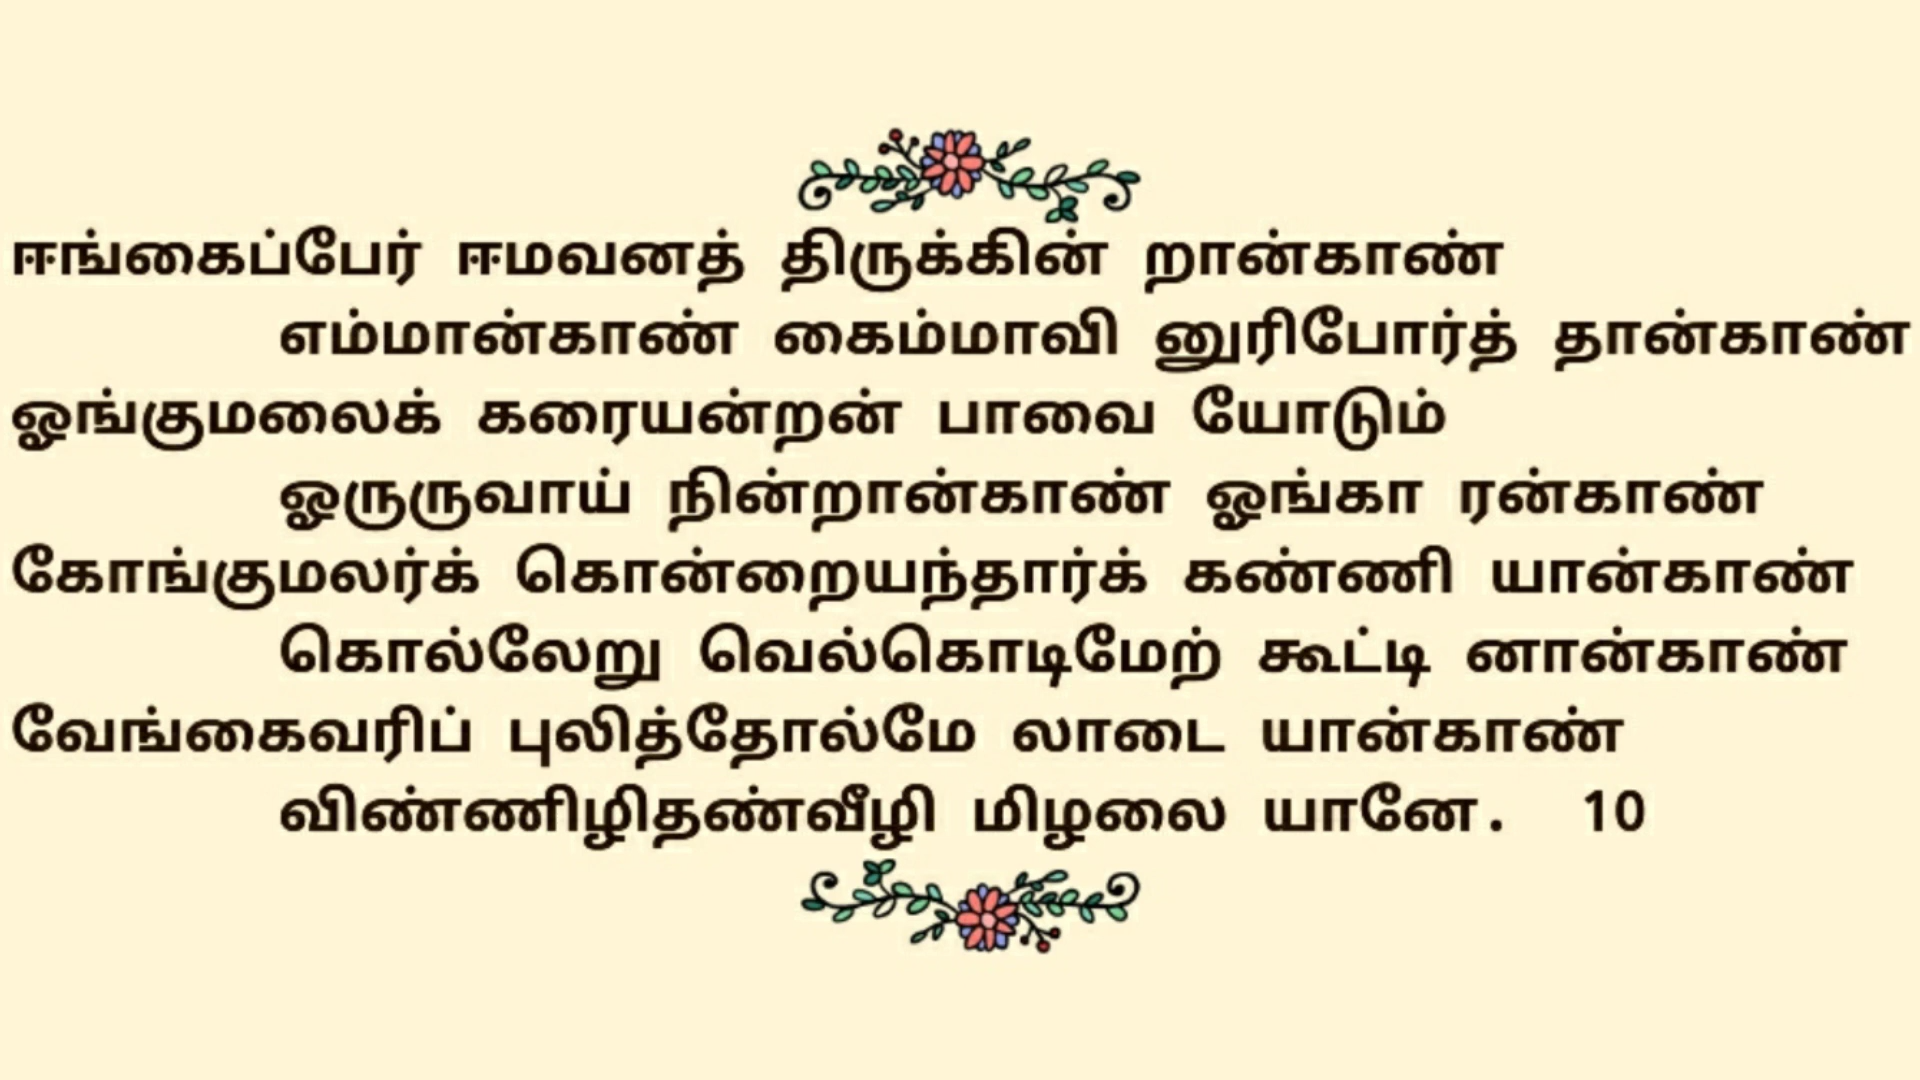 ஈங்கைப்பேர் ஈமவனத் திருக்கின் றான்காண்
எம்மான்காண் கைம்மாவி னுரிபோர்த் தான்காண்
ஓங்குமலைக் கரையன்றன் பாவை யோடும்
ஓருருவாய் நின்றான்காண் ஓங்கா ரன்காண்
கோங்குமலர்க் கொன்றையந்தார்க் கண்ணி யான்காண்
கொல்லேறு வெல்கொடிமேற் கூட்டி னான்காண்
வேங்கைவரிப் புலித்தோல்மே லாடை யான்காண்
விண்ணிழிதண்வீழி மிழலை யானே. 10